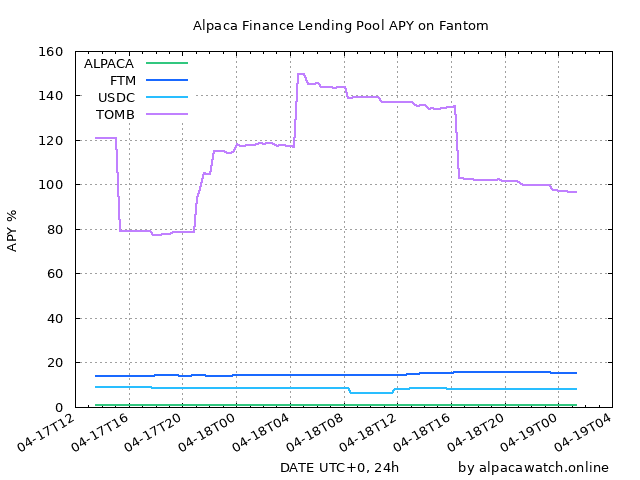 Alpaca Finance Lending Pool APY on Fantom
160
140
120
100
80
60
40
20
0
APY %
ALPACA
FTM
USDC
TOMB
04-17T12
04-17T16
04-17T20
04-18T00
04-18T04
04-18T08
04-18T12
04-18T16
04-18T20
04-19T00
04-19T04
DATE UTC+0, 24h
by alpacawatch.online